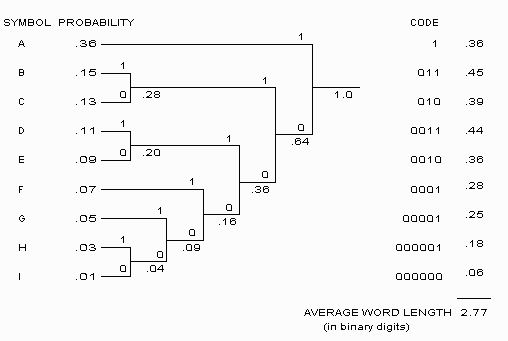 SYMBOL PROBABILITY CODE
1
A .36 1 .36
1 1
B .15 011 .45
0 .28 1.0
C .13 010 .39
1 0
D .11 1 .64 0011 .44
0 .20
E .09 0010 .36
1 0
F .07 .36 0001 .28
1 0
G .05 .16 00001 .25
1 0
H .03 0 .09 000001 .18
0 .04
I .01 000000 .06
AVERAGE WORD LENGTH 2.77
(in binary digits)